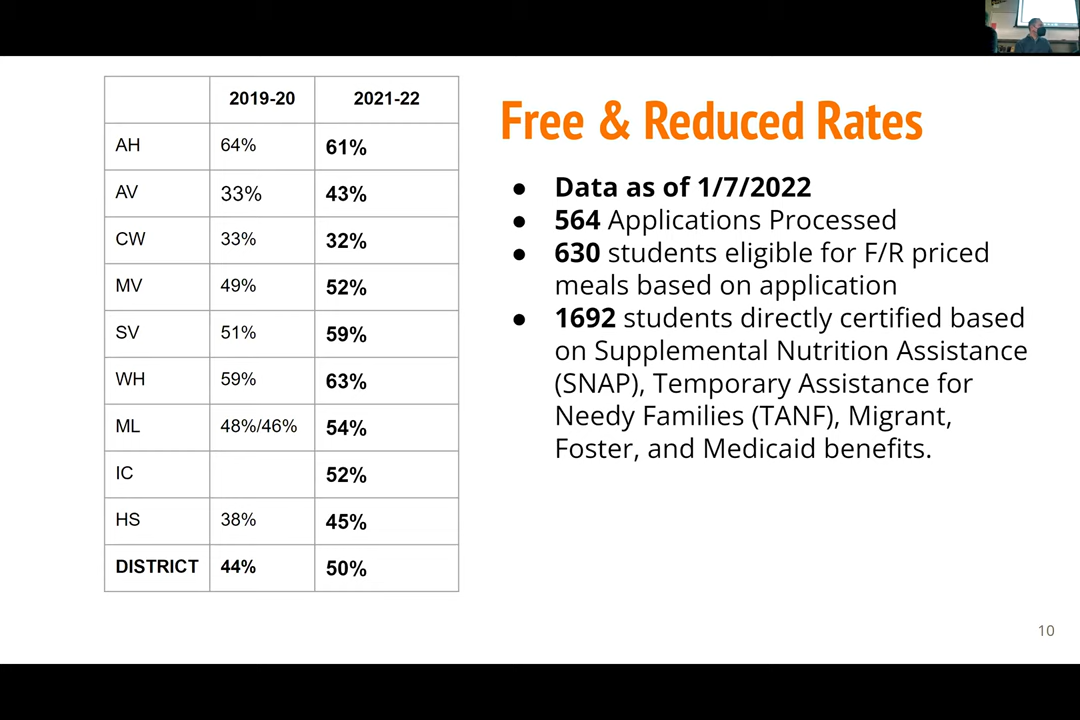 2019-20 2021-22
AH 64% 61%
AV 33% 43%
CW 33% 32%
MV 49% 52%
SV 51% 59%
WH 59% 63%
ML 48%/46% 54%
IC 52%
HS 38% 45%
DISTRICT 44% 50%
Free & Reduced Rates
● Data as of 1/7/2022
● 564 Applications Processed
● 630 students eligible for F/R priced
meals based on application
● 1692 students directly certified based
on Supplemental Nutrition Assistance
(SNAP), Temporary Assistance for
Needy Families (TANF), Migrant,
Foster, and Medicaid benefits.
10